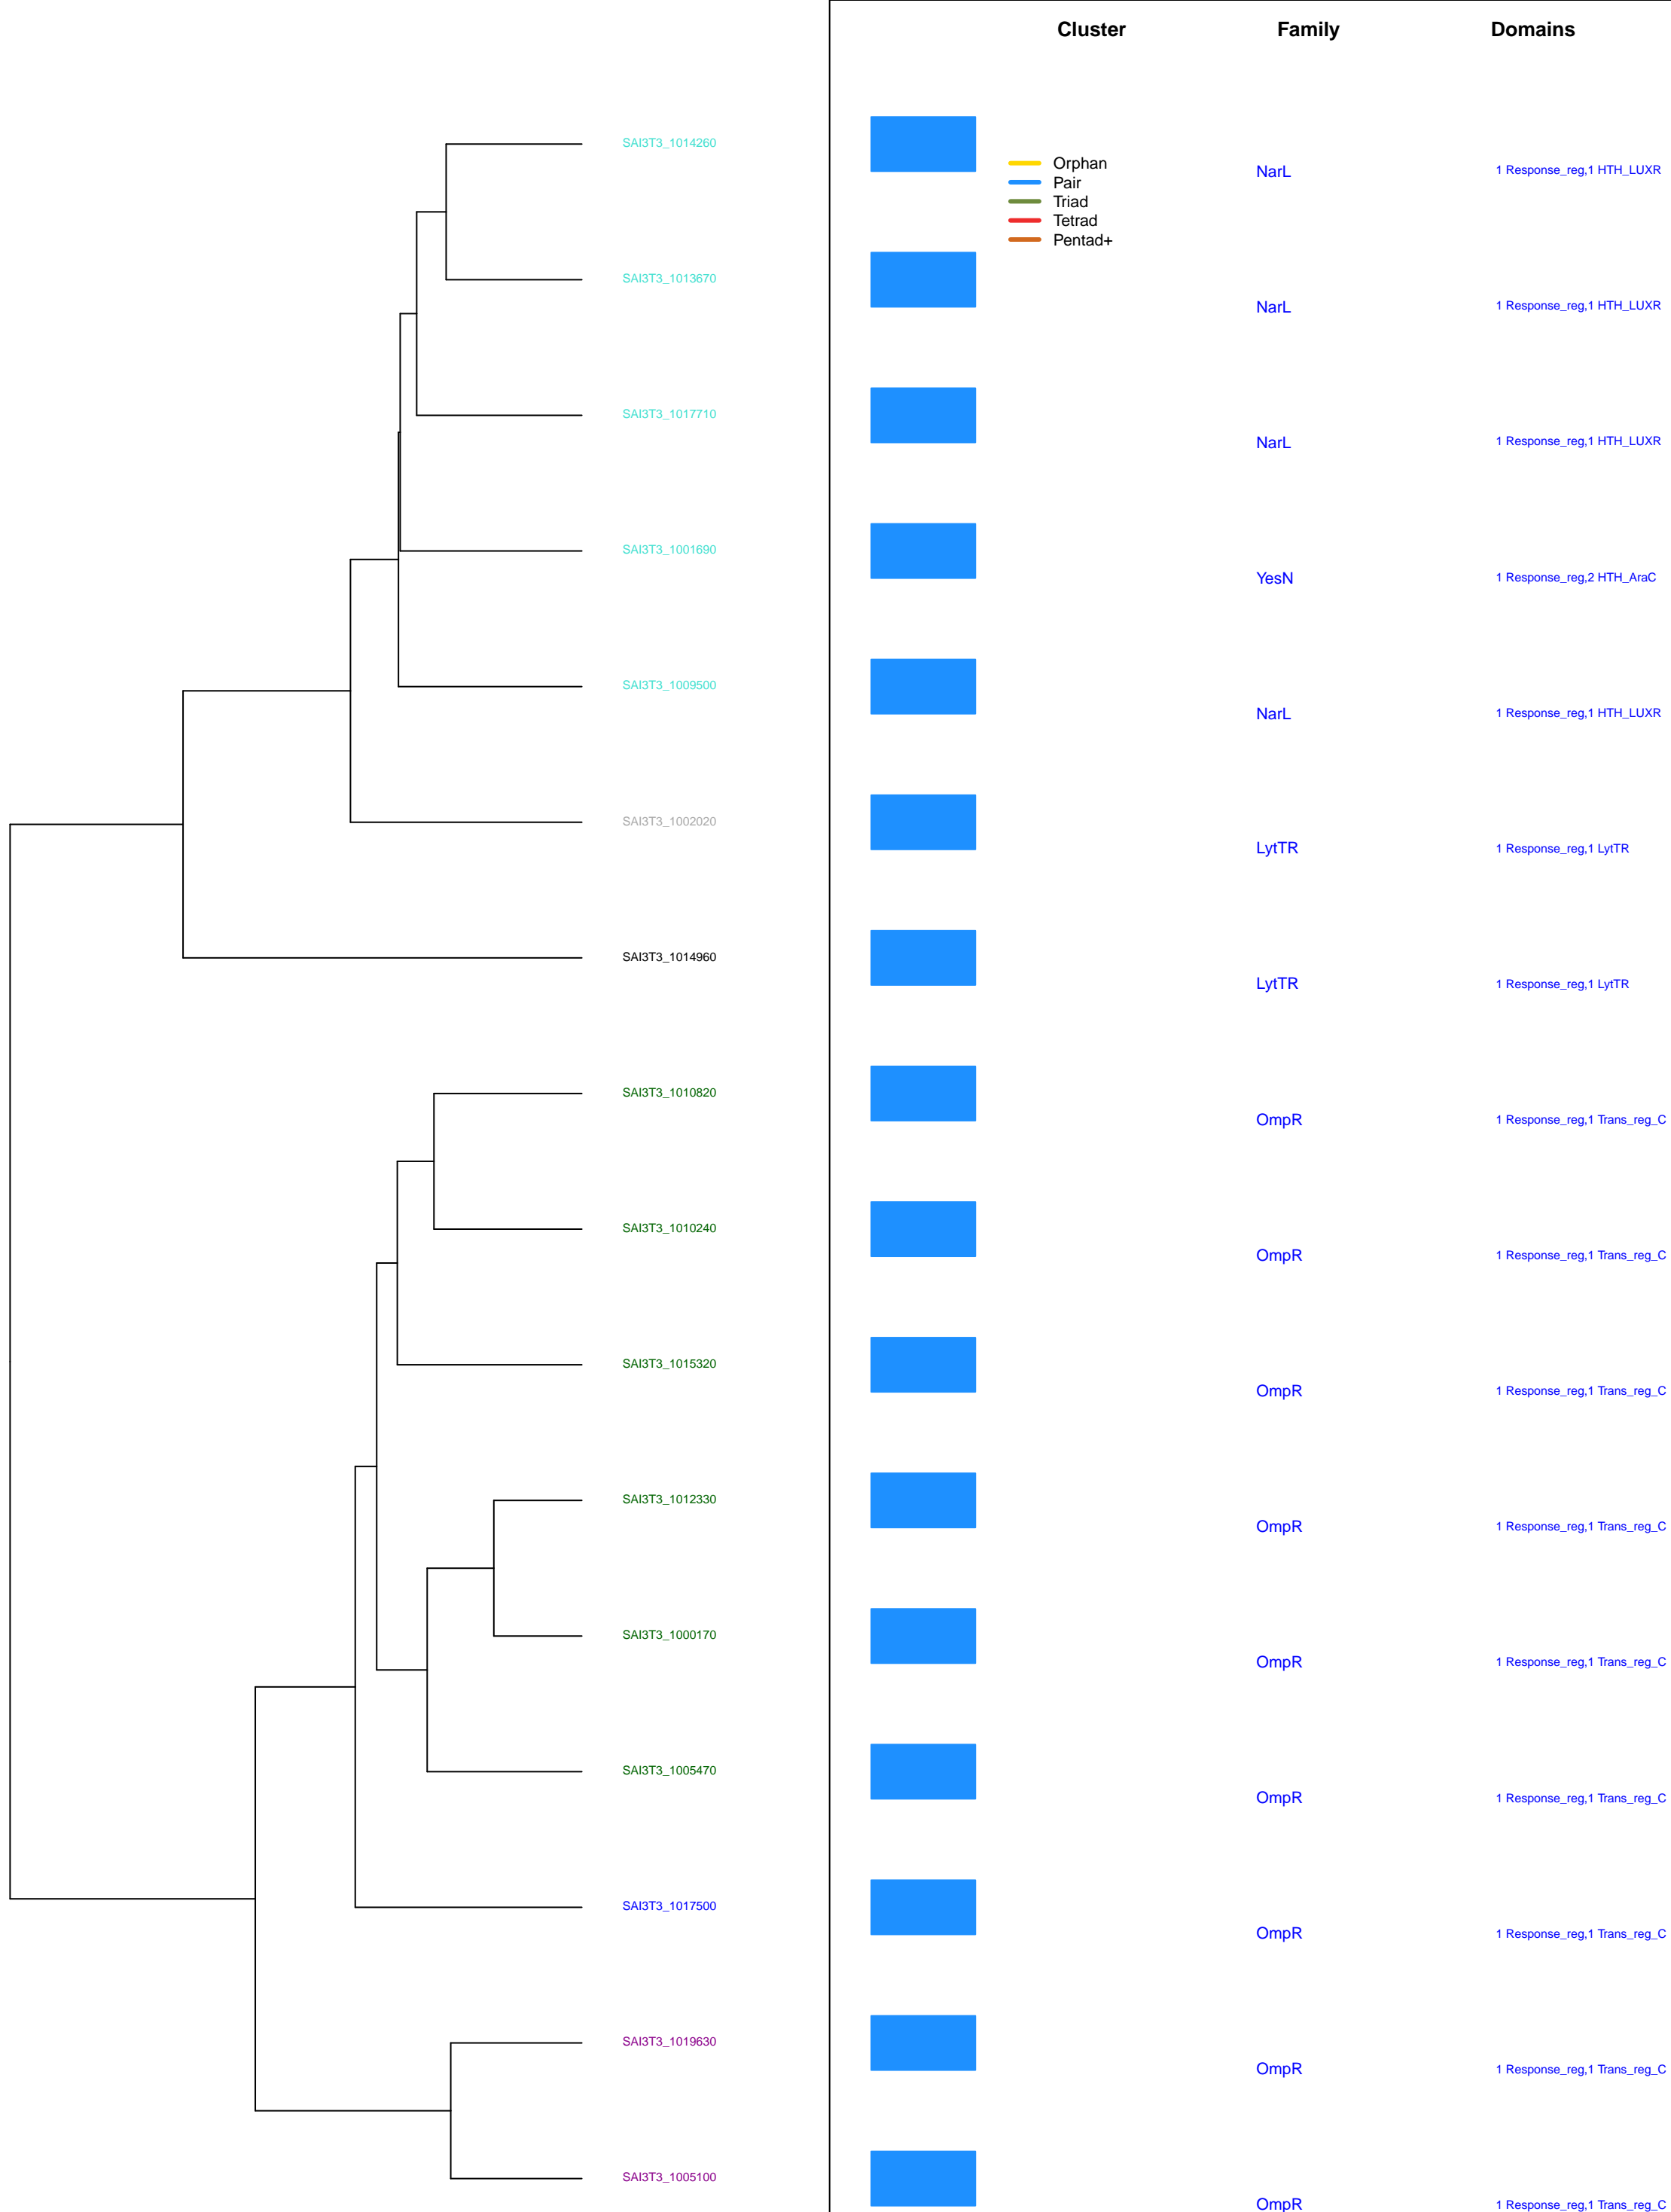 Cluster Family Domains
SAI3T3_1014260
Orphan
NarL 1 Response_reg,1 HTH_LUXR
Pair
Triad
Tetrad
Pentad+
SAI3T3_1013670
NarL 1 Response_reg,1 HTH_LUXR
SAI3T3_1017710
NarL 1 Response_reg,1 HTH_LUXR
SAI3T3_1001690
YesN 1 Response_reg,2 HTH_AraC
SAI3T3_1009500
NarL 1 Response_reg,1 HTH_LUXR
SAI3T3_1002020
LytTR 1 Response_reg,1 LytTR
SAI3T3_1014960
LytTR 1 Response_reg,1 LytTR
SAI3T3_1010820
OmpR 1 Response_reg,1 Trans_reg_C
SAI3T3_1010240
OmpR 1 Response_reg,1 Trans_reg_C
SAI3T3_1015320
OmpR 1 Response_reg,1 Trans_reg_C
SAI3T3_1012330
OmpR 1 Response_reg,1 Trans_reg_C
SAI3T3_1000170
OmpR 1 Response_reg,1 Trans_reg_C
SAI3T3_1005470
OmpR 1 Response_reg,1 Trans_reg_C
SAI3T3_1017500
OmpR 1 Response_reg,1 Trans_reg_C
SAI3T3_1019630
OmpR 1 Response_reg,1 Trans_reg_C
SAI3T3_1005100
OmpR 1 Response_reg,1 Trans_reg_C